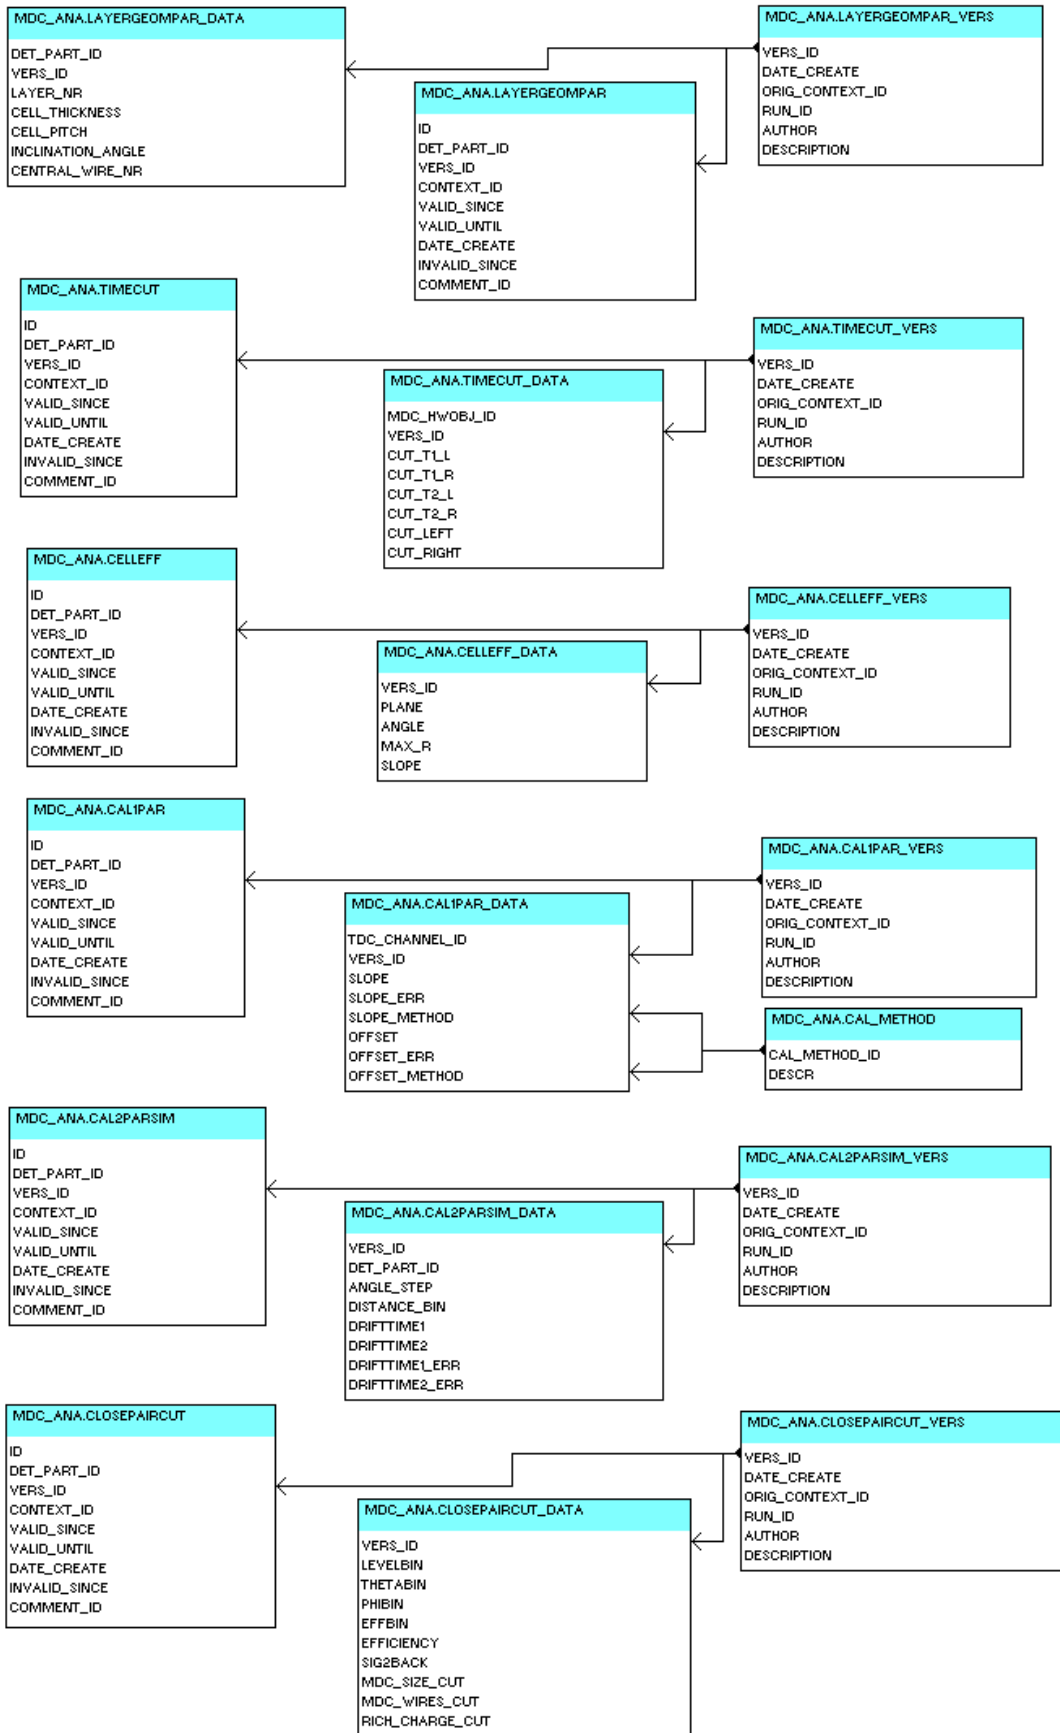 MDC_ANA.LAYERGEOMPAR_DATA
DET_PART_ID
VERS_ID
LAYER_NR
CELL_THICKNESS
CELL_PITCH
INCLINATION_ANGLE
CENTRAL_WIRE_NR
MDC_ANA.LAYERGEOMPAR
ID
DET_PART_ID
VERS_ID
CONTEXT_ID
VALID_SINCE
VALID_UNTIL
DATE_CREATE
INVALID_SINCE
COMMENT_ID
MDC_ANA.LAYERGEOMPAR_VERS
VERS_ID
DATE_CREATE
ORIG_CONTEXT_ID
RUN_ID
AUTHOR
DESCRIPTION
MDC_ANA.TIMECUT
ID
DET_PART_ID
VERS_ID
CONTEXT_ID
VALID_SINCE
VALID_UNTIL
DATE_CREATE
INVALID_SINCE
COMMENT_ID
MDC_ANA.TIMECUT_DATA
MDC_HWOBJ_ID
VERS_ID
CUT_T1_L
CUT_T1_R
CUT_T2_L
CUT_T2_R
CUT_LEFT
CUT_RIGHT
MDC_ANA.TIMECUT_VERS
VERS_ID
DATE_CREATE
ORIG_CONTEXT_ID
RUN_ID
AUTHOR
DESCRIPTION
MDC_ANA.CELLEFF
ID
DET_PART_ID
VERS_ID
CONTEXT_ID
VALID_SINCE
VALID_UNTIL
DATE_CREATE
INVALID_SINCE
COMMENT_ID
MDC_ANA.CELLEFF_DATA
VERS_ID
PLANE
ANGLE
MAX_R
SLOPE
MDC_ANA.CELLEFF_VERS
VERS_ID
DATE_CREATE
ORIG_CONTEXT_ID
RUN_ID
AUTHOR
DESCRIPTION
MDC_ANA.CAL1PAR
ID
DET_PART_ID
VERS_ID
CONTEXT_ID
VALID_SINCE
VALID_UNTIL
DATE_CREATE
INVALID_SINCE
COMMENT_ID
MDC_ANA.CAL1PAR_DATA
TDC_CHANNEL_ID
VERS_ID
SLOPE
SLOPE_ERR
SLOPE_METHOD
OFFSET
OFFSET_ERR
OFFSET_METHOD
MDC_ANA.CAL1PAR_VERS
VERS_ID
DATE_CREATE
ORIG_CONTEXT_ID
RUN_ID
AUTHOR
DESCRIPTION
MDC_ANA.CAL_METHOD
CAL_METHOD_ID
DESCR
MDC_ANA.CAL2PARSIM
ID
DET_PART_ID
VERS_ID
CONTEXT_ID
VALID_SINCE
VALID_UNTIL
DATE_CREATE
INVALID_SINCE
COMMENT_ID
MDC_ANA.CAL2PARSIM_DATA
VERS_ID
DET_PART_ID
ANGLE_STEP
DISTANCE_BIN
DRIFTTIME1
DRIFTTIME2
DRIFTTIME1_ERR
DRIFTTIME2_ERR
MDC_ANA.CAL2PARSIM_VERS
VERS_ID
DATE_CREATE
ORIG_CONTEXT_ID
RUN_ID
AUTHOR
DESCRIPTION
MDC_ANA.CLOSEPAIRCUT
ID
DET_PART_ID
VERS_ID
CONTEXT_ID
VALID_SINCE
VALID_UNTIL
DATE_CREATE
INVALID_SINCE
COMMENT_ID
MDC_ANA.CLOSEPAIRCUT_DATA
VERS_ID
LEVELBIN
THETABIN
PHIBIN
EFFBIN
EFFICIENCY
SIG2BACK
MDC_SIZE_CUT
MDC_WIRES_CUT
RICH_CHARGE_CUT
MDC_ANA.CLOSEPAIRCUT_VERS
VERS_ID
DATE_CREATE
ORIG_CONTEXT_ID
RUN_ID
AUTHOR
DESCRIPTION